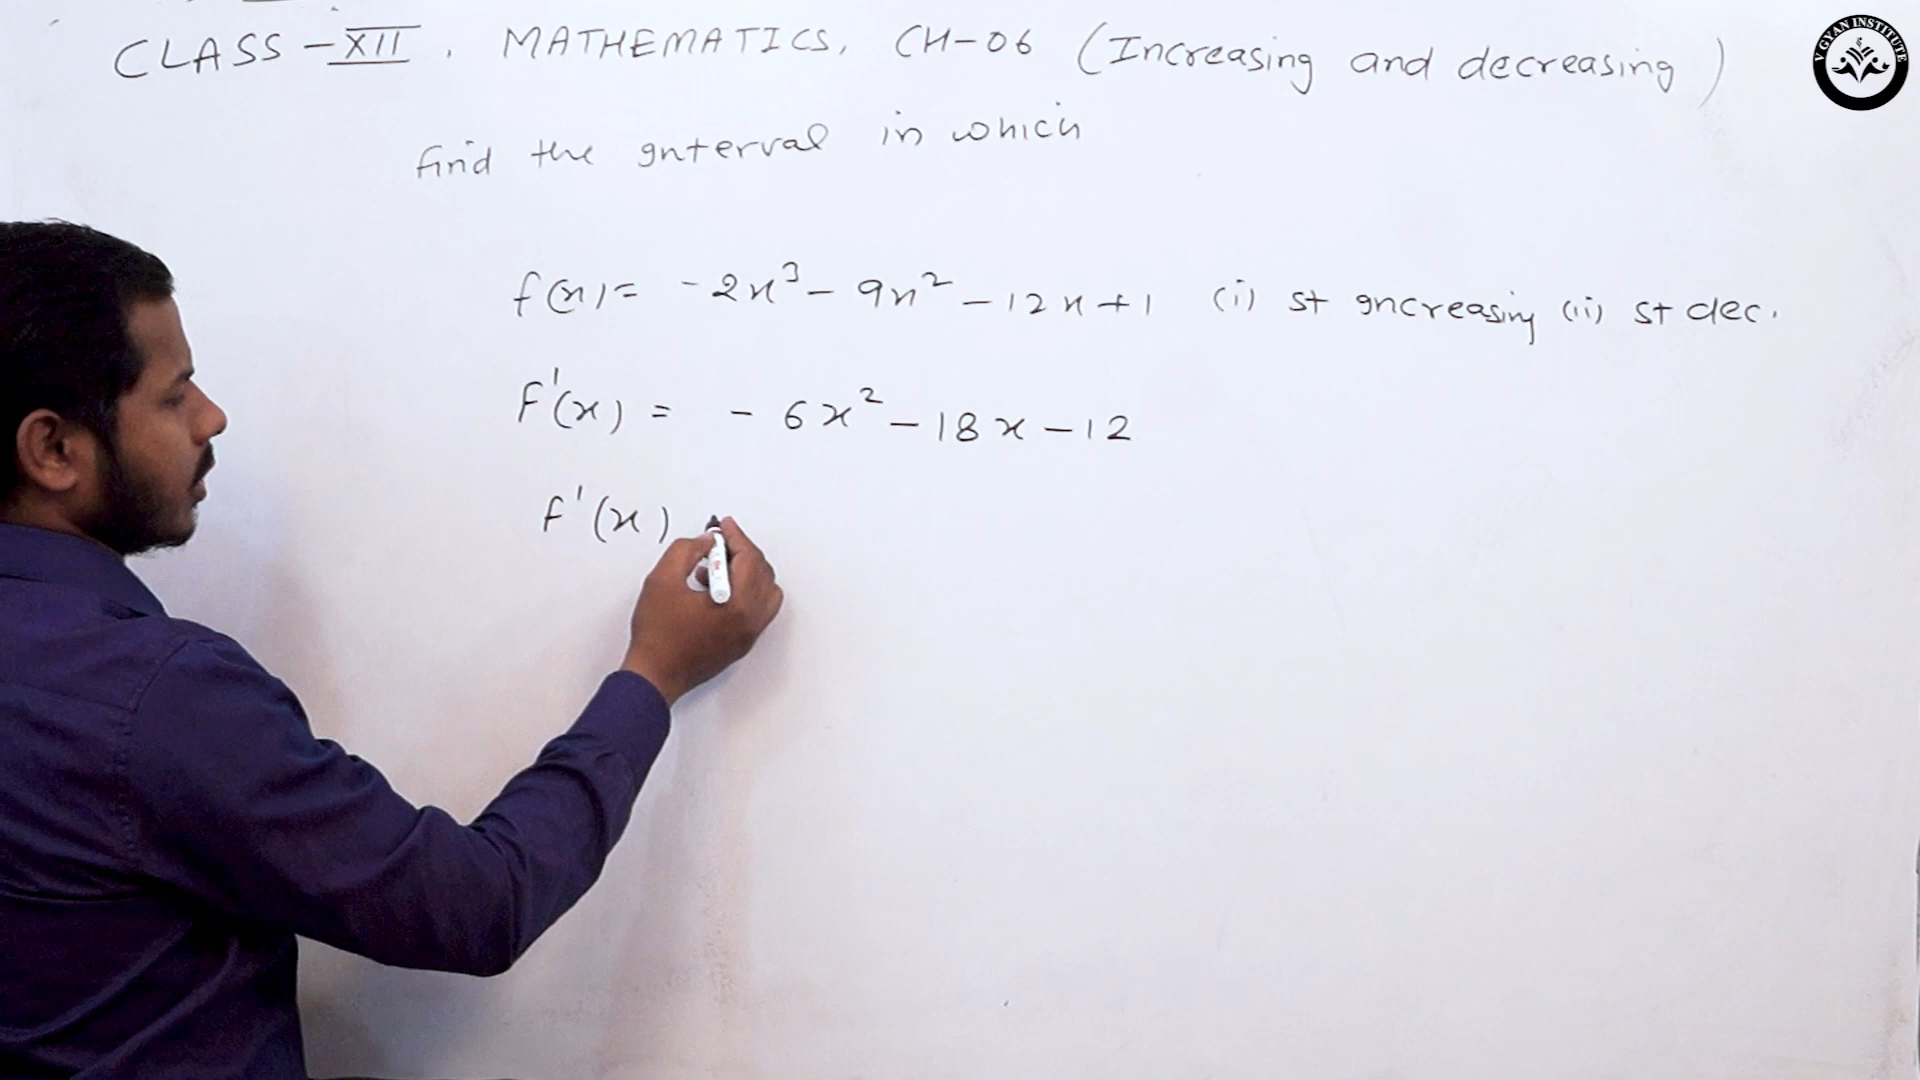 CLASS - XII, MATHEMATICS, CH-06 (Increasing and decreasing)
V GYAN INSTITUTE
find the interval in which
f(x) = -2x³ - 9x² - 12x + 1 (i) st increasing (ii) st dec.
f'(x) = - 6x² - 18x - 12
f'(x)